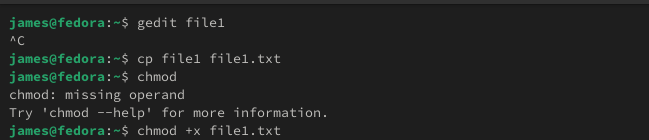 james@fedora:~$ gedit file1
^C
james@fedora:~$ cp file1 file1.txt
james@fedora:~$ chmod
chmod: missing operand
Try 'chmod --help' for more information.
james@fedora:~$ chmod +x file1.txt